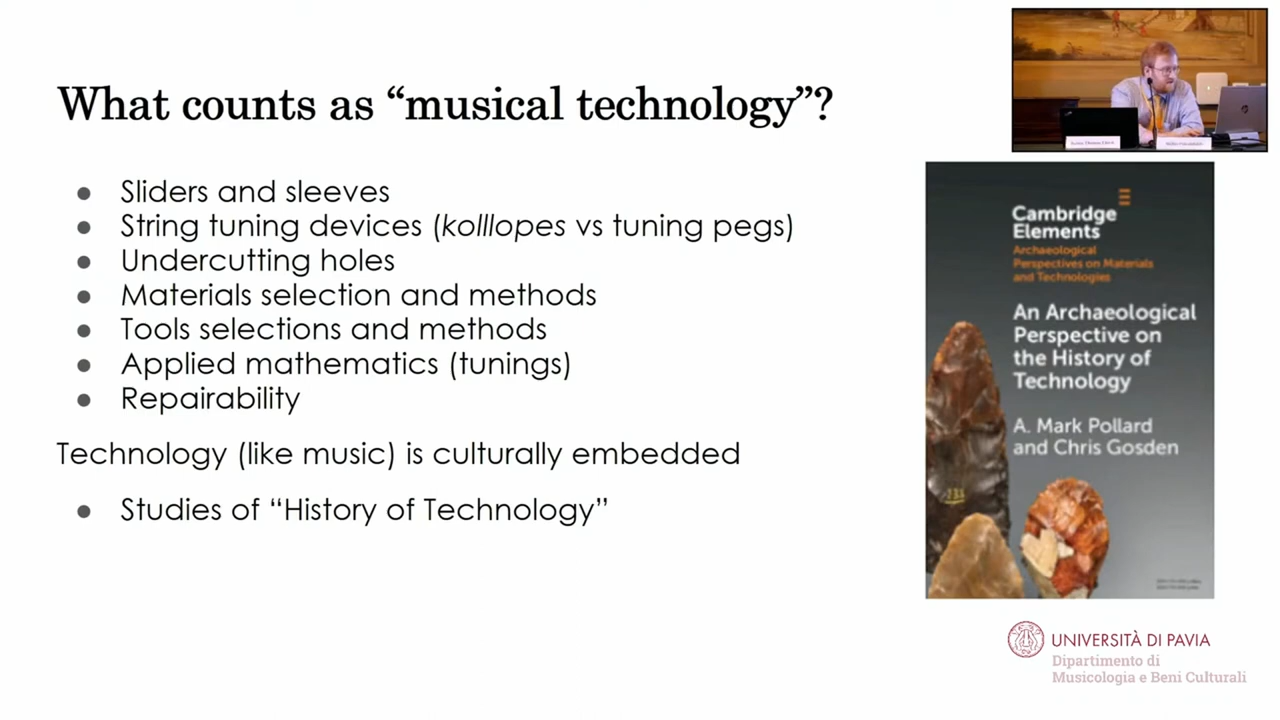 What counts as “musical technology”?
● Sliders and sleeves
● String tuning devices (kolllopes vs tuning pegs)
● Undercutting holes
● Materials selection and methods
● Tools selections and methods
● Applied mathematics (tunings)
● Repairability
Technology (like music) is culturally embedded
● Studies of “History of Technology”
Cambridge
Elements
Archaeological
Perspectives on Materials
and Technologies
An Archaeological
Perspective on
the History of
Technology
A. Mark Pollard
and Chris Gosden
UNIVERSITÀ DI PAVIA
Dipartimento di
Musicologia e Beni Culturali